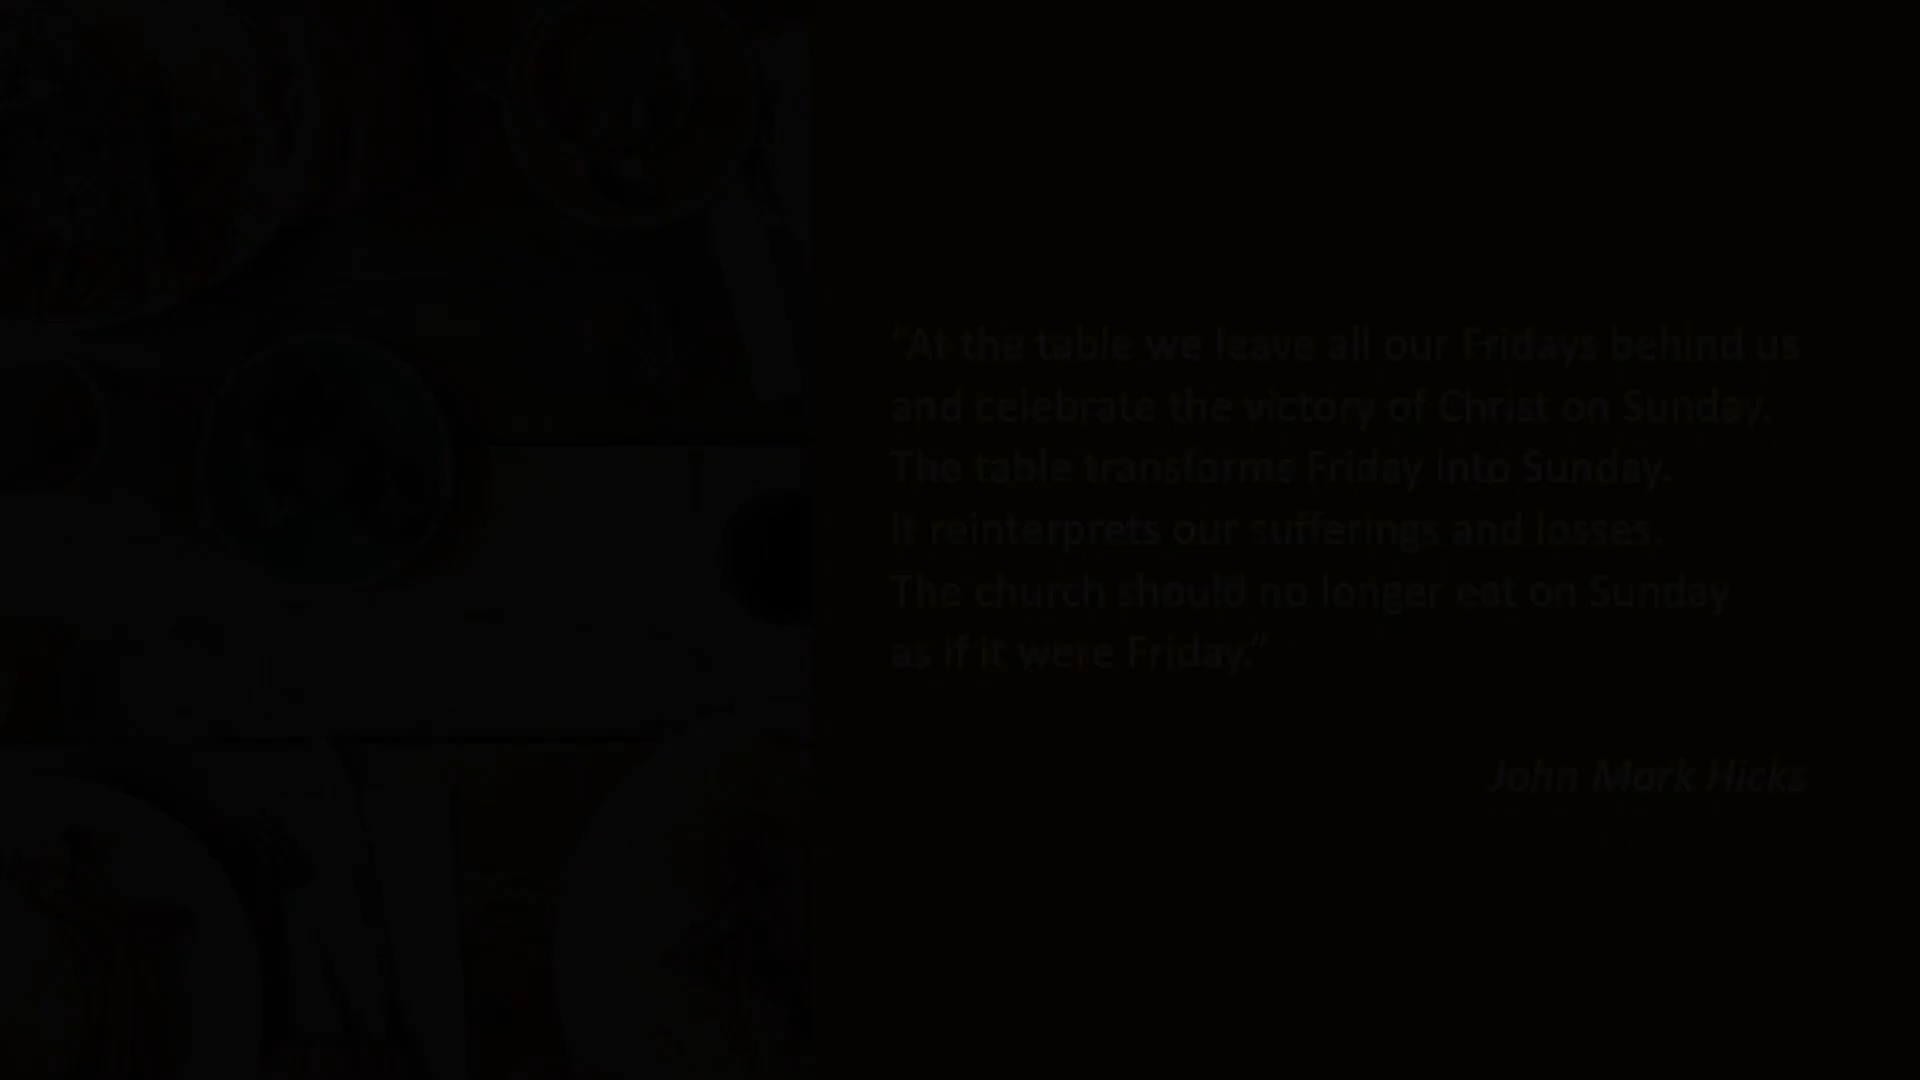 "At the table we leave all our Fridays behind us
and celebrate the victory of Christ on Sunday.
The table transforms Friday into Sunday.
It reinterprets our sufferings and losses.
The church should no longer eat on Sunday
as if it were Friday."
John Mark Hicks